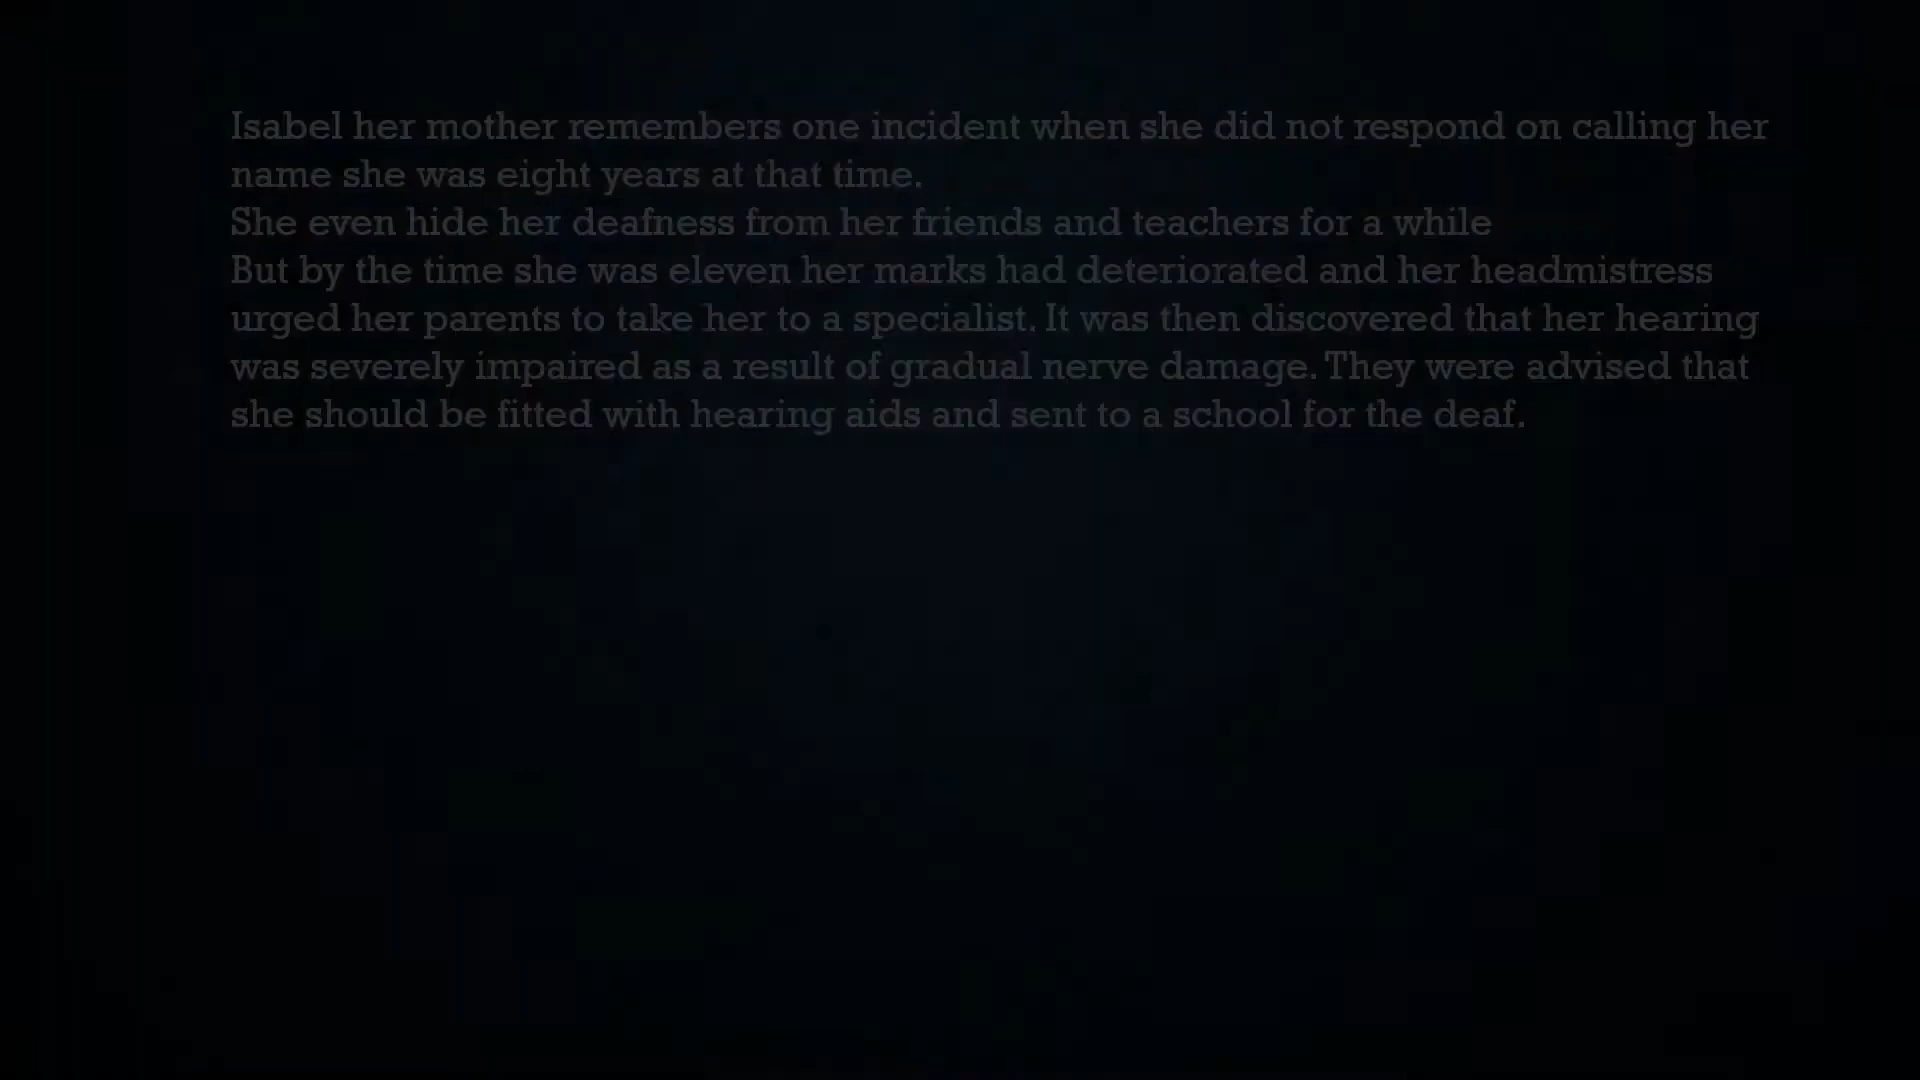 Isabel her mother remembers one incident when she did not respond on calling her
name she was eight years at that time.
She even hide her deafness from her friends and teachers for a while
But by the time she was eleven her marks had deteriorated and her headmistress
urged her parents to take her to a specialist. It was then discovered that her hearing
was severely impaired as a result of gradual nerve damage. They were advised that
she should be fitted with hearing aids and sent to a school for the deaf.